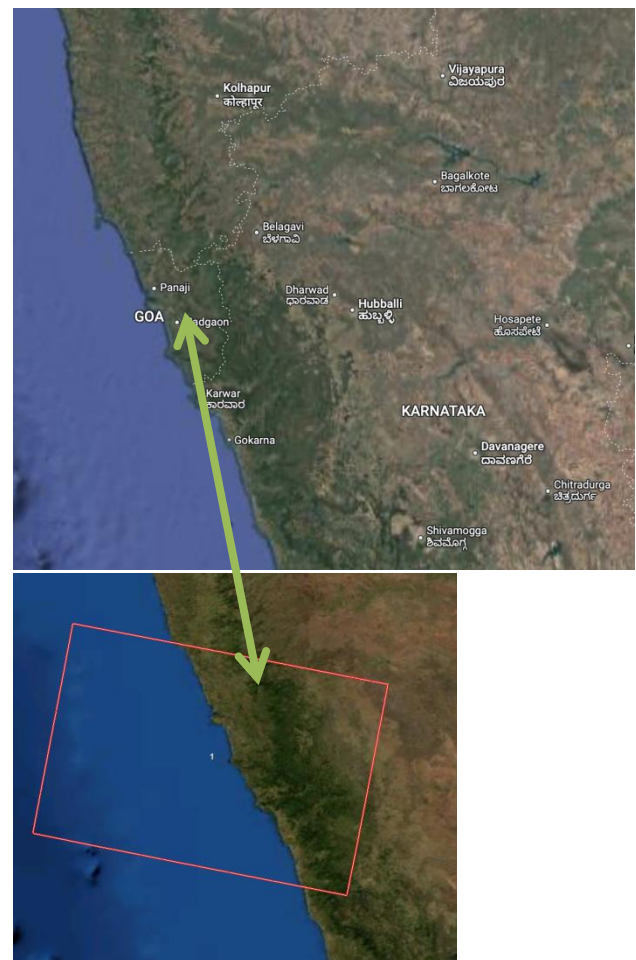 Vijayapura
ವಿಜಯಪುರ
Kolhapur
कोल्हापूर
Bagalkote
ಬಾಗಲಕೋಟ
Belagavi
ಬೆಳಗಾವಿ
Panaji
Dharwad
ಧಾರವಾಡ
Hubballi
ಹುಬ್ಬಳ್ಳಿ
GOA
Hosapete
ಹೊಸಪೇಟೆ
Karwar
ಕಾರವಾರ
KARNATAKA
Gokarna
Davanagere
ದಾವಣಗೆರೆ
Chitradurga
ಚಿತ್ರದುರ್ಗ
Shivamogga
ಶಿವಮೊಗ್ಗ
1